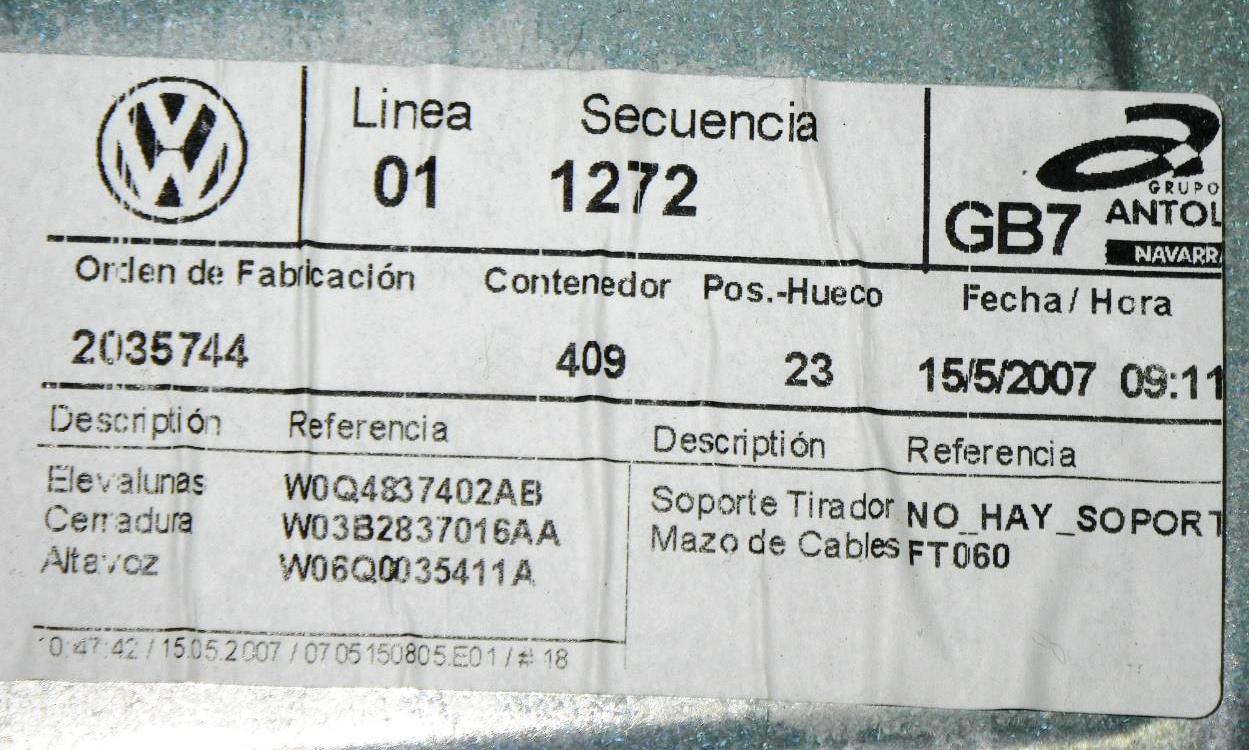 Linea Secuencia
01 1272
GRUPO
GB7 ANTOL
NAVARRA
Orden de Fabricación Contenedor Pos.-Hueco Fecha/ Hora
2035744 409 23 15/5/2007 09:11
Descriptión Referencia Descriptión Referencia
Elevalunas W0Q4837402AB Soporte Tirador NO_HAY_SOPORT
Cerradura W03B2837016AA Mazo de Cables FT060
Altavoz W06Q0035411A
10:47:42 / 15.05.2007 / 0705150805.E01 / # 18